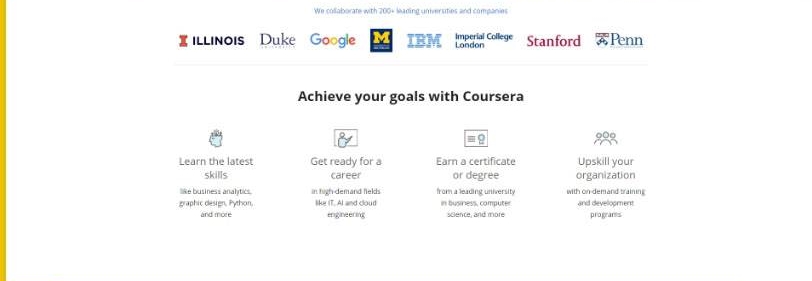 We collaborate with 200+ leading universities and companies
I ILLINOIS Duke UNIVERSITY Google M IBM Imperial College London Stanford Penn
Achieve your goals with Coursera
Learn the latest skills
like business analytics,
graphic design, Python,
and more
Get ready for a career
in high-demand fields
like IT, AI and cloud
engineering
Earn a certificate or degree
from a leading university
in business, computer
science, and more
Upskill your organization
with on-demand training
and development
programs